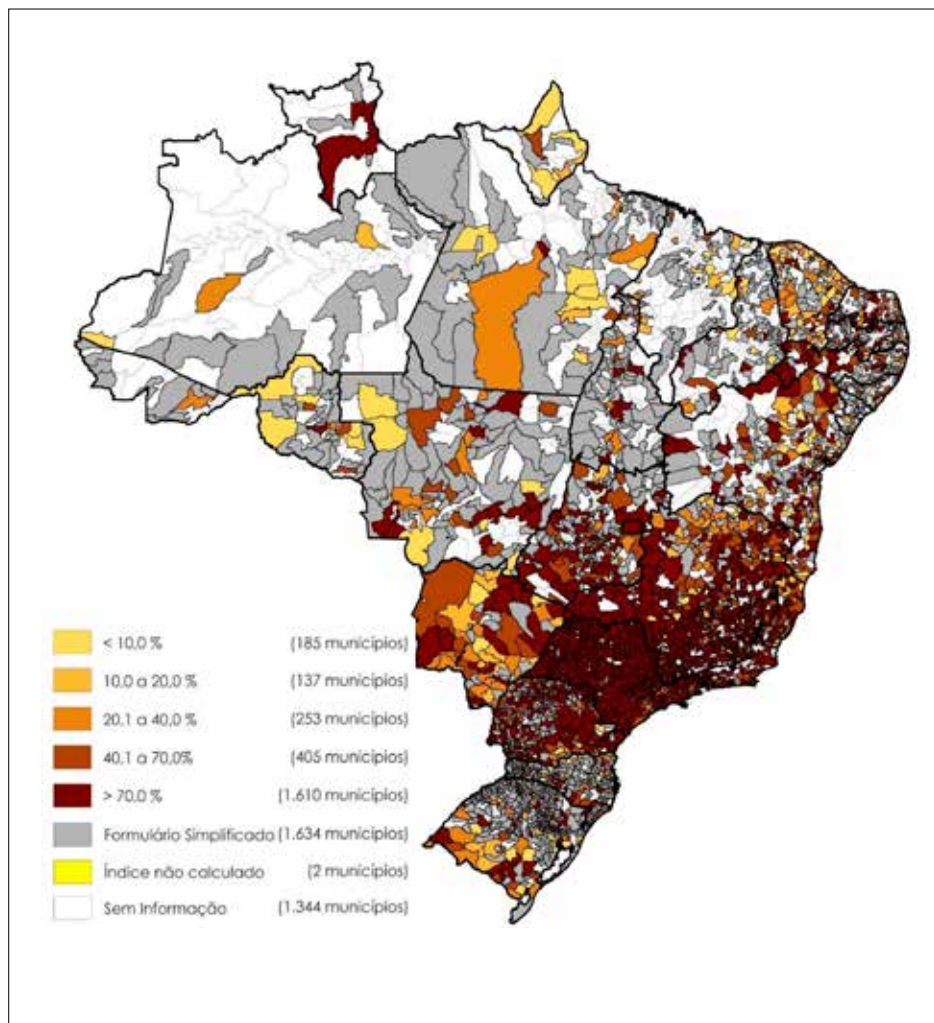 < 10,0 % (185 municípios)
10,0 a 20,0 % (137 municípios)
20,1 a 40,0 % (253 municípios)
40,1 a 70,0% (405 municípios)
> 70,0 % (1.610 municípios)
Formulário Simplificado (1.634 municípios)
Índice não calculado (2 municípios)
Sem Informação (1.344 municípios)